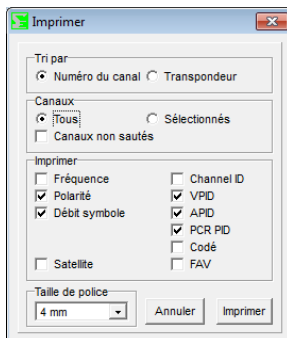 Imprimer
Tri par
Numéro du canal Transpondeur
Canaux
Tous Sélectionnés
Canaux non sautés
Imprimer
Fréquence Channel ID
Polarité VPID
Débit symbole APID
PCR PID
Codé
Satellite FAV
Taille de police
4 mm Annuler Imprimer